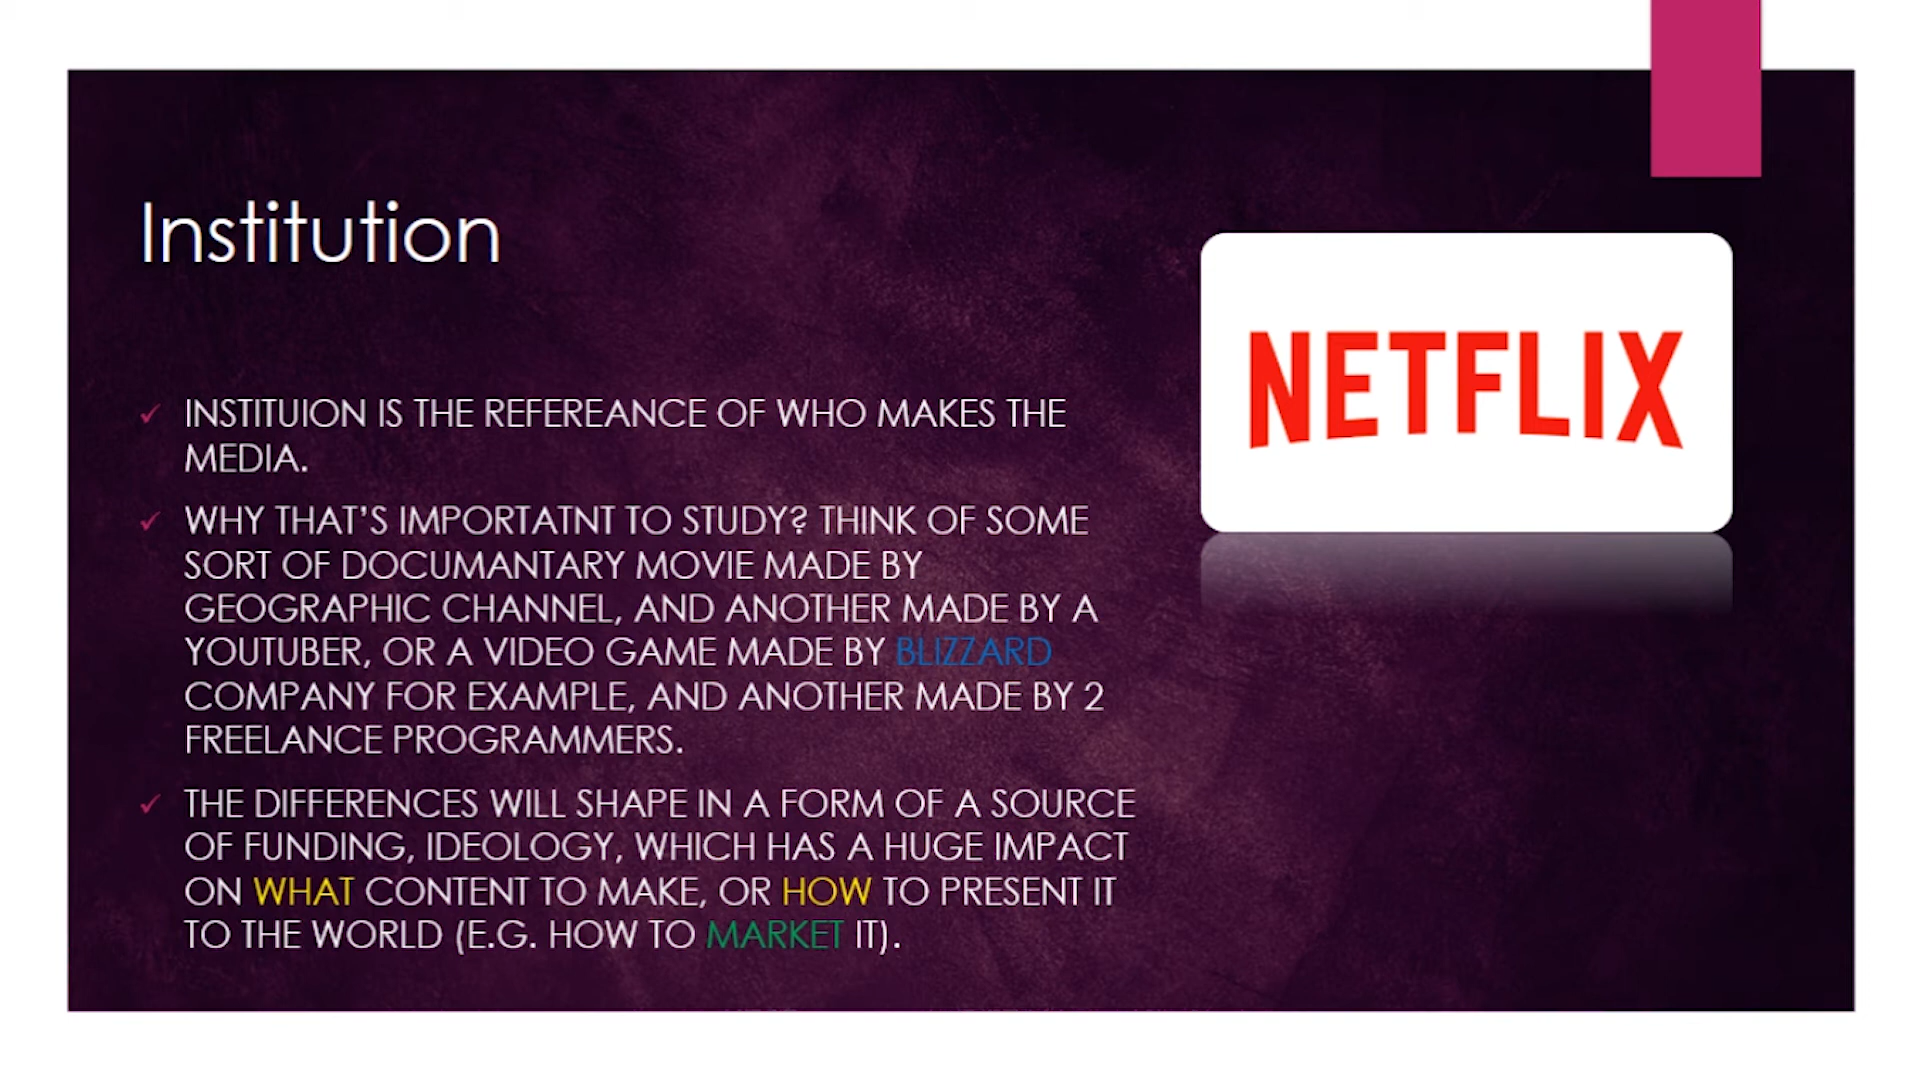 Institution
INSTITUION IS THE REFEREANCE OF WHO MAKES THE
MEDIA.
WHY THAT’S IMPORTATNT TO STUDY? THINK OF SOME
SORT OF DOCUMANTARY MOVIE MADE BY
GEOGRAPHIC CHANNEL, AND ANOTHER MADE BY A
YOUTUBER, OR A VIDEO GAME MADE BY BLIZZARD
COMPANY FOR EXAMPLE, AND ANOTHER MADE BY 2
FREELANCE PROGRAMMERS.
THE DIFFERENCES WILL SHAPE IN A FORM OF A SOURCE
OF FUNDING, IDEOLOGY, WHICH HAS A HUGE IMPACT
ON WHAT CONTENT TO MAKE, OR HOW TO PRESENT IT
TO THE WORLD (E.G. HOW TO MARKET IT).
NETFLIX